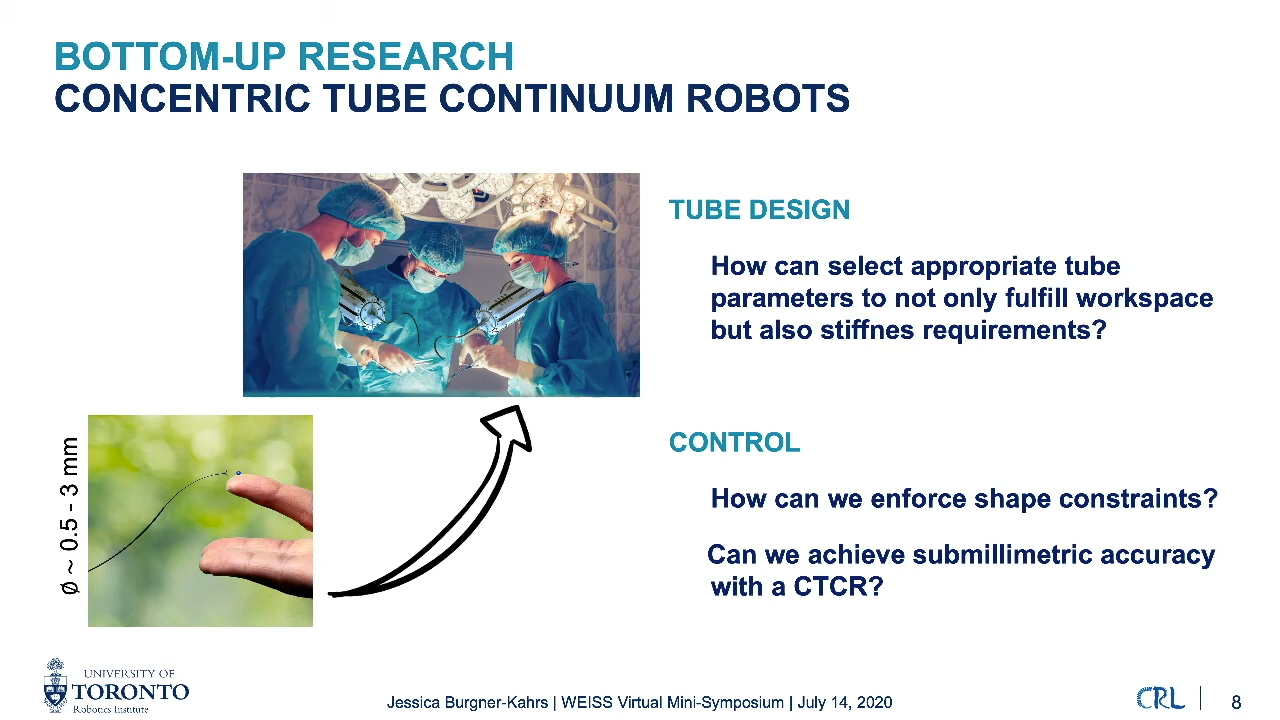 BOTTOM-UP RESEARCH
CONCENTRIC TUBE CONTINUUM ROBOTS
TUBE DESIGN
How can select appropriate tube
parameters to not only fulfill workspace
but also stiffnes requirements?
Ø ~ 0.5 - 3 mm
CONTROL
How can we enforce shape constraints?
Can we achieve submillimetric accuracy
with a CTCR?
UNIVERSITY OF
TORONTO
Robotics Institute
Jessica Burgner-Kahrs | WEISS Virtual Mini-Symposium | July 14, 2020
CRL
8